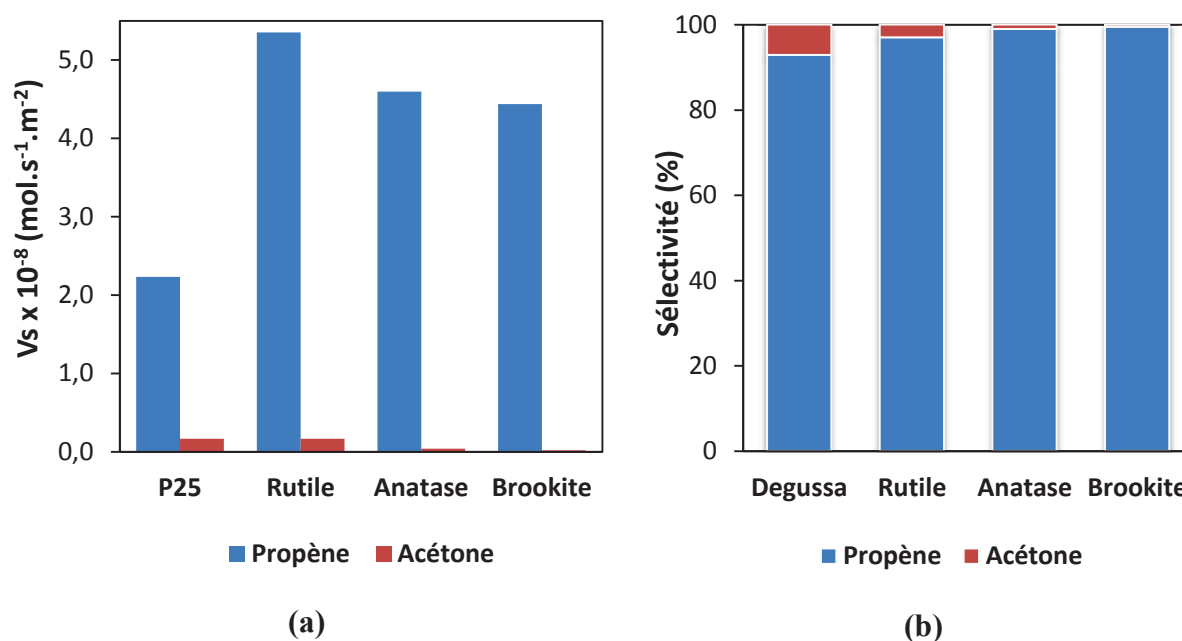 Vs x 10⁻⁸ (mol.s⁻¹.m⁻²)
5,0
4,0
3,0
2,0
1,0
0,0
P25 Rutile Anatase Brookite
Propène Acétone
(a)
Sélectivité (%)
100
80
60
40
20
0
Degussa Rutile Anatase Brookite
Propène Acétone
(b)